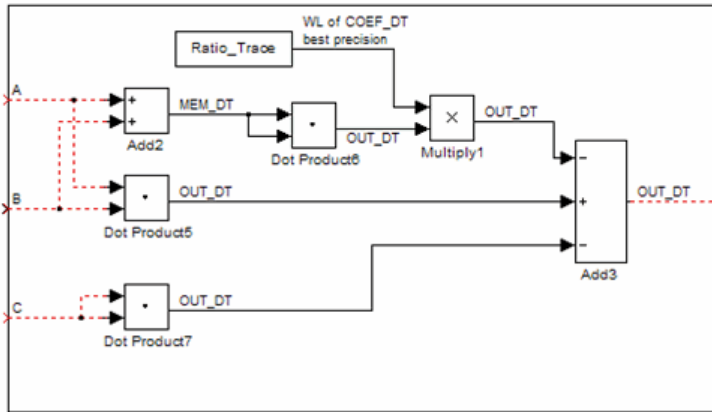 WL of COEF_DT
best precision
Ratio_Trace
A
+
+
MEM_DT
Add2
OUT_DT
Dot Product6
×
OUT_DT
Multiply1
B
OUT_DT
Dot Product5
−
+
−
OUT_DT
Add3
C
OUT_DT
Dot Product7